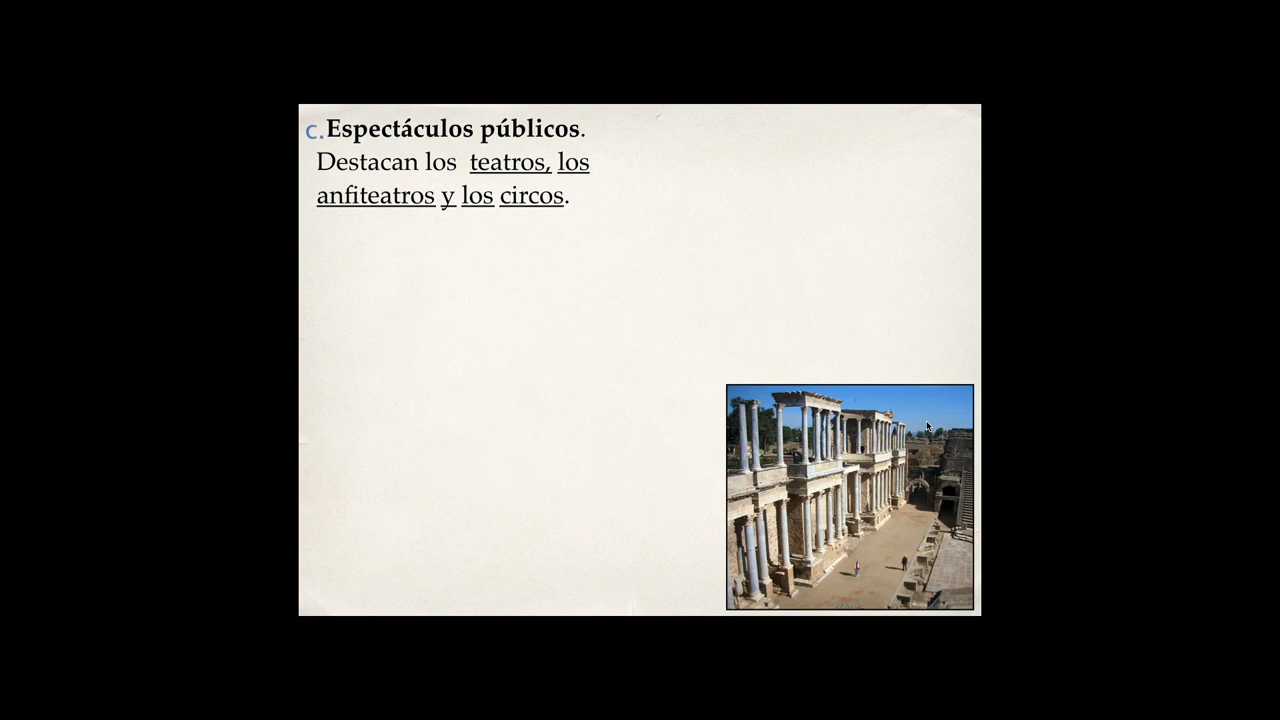 c.Espectáculos públicos.
Destacan los teatros, los
anfiteatros y los circos.